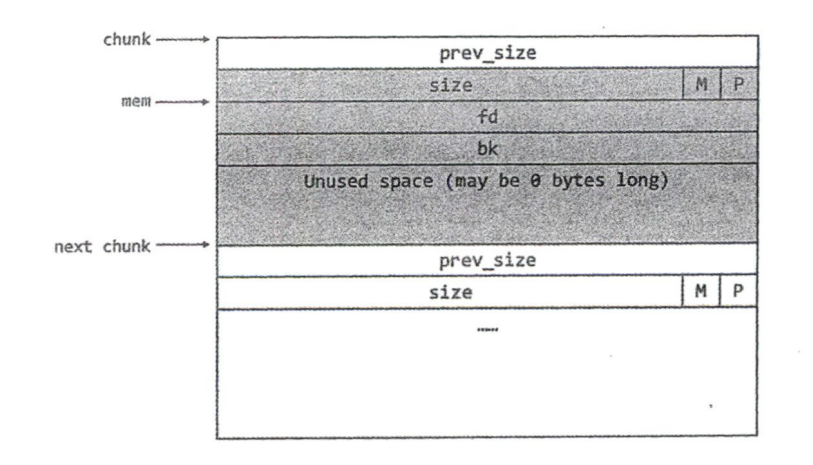 chunk
prev_size
size M P
mem
fd
bk
Unused space (may be 0 bytes long)
next chunk
prev_size
size M P
......